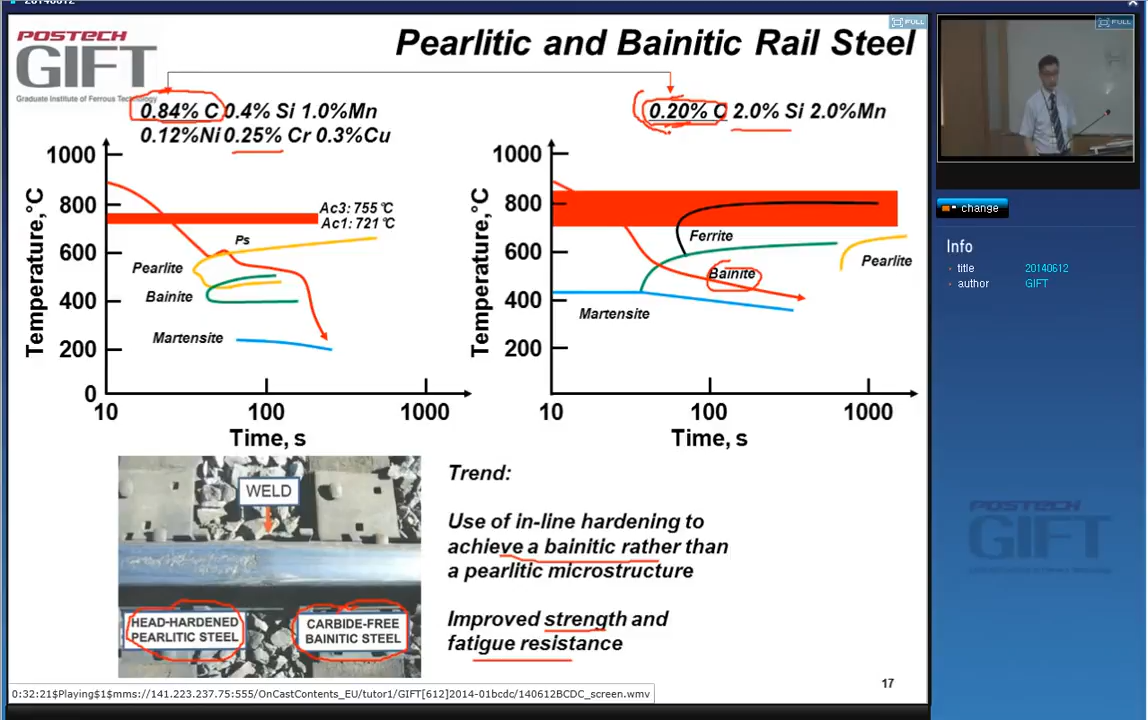 20140612
FULL
FULL
POSTECH
GIFT
Graduate Institute of Ferrous Technology
Pearlitic and Bainitic Rail Steel
0.84% C 0.4% Si 1.0%Mn
0.12%Ni 0.25% Cr 0.3%Cu
0.20% C 2.0% Si 2.0%Mn
Temperature,°C
1000
800
600
400
200
0
10
100
1000
Time, s
Ac3: 755°C
Ac1: 721°C
Ps
Pearlite
Bainite
Martensite
Temperature,°C
1000
800
600
400
200
10
100
1000
Time, s
Ferrite
Bainite
Pearlite
Martensite
WELD
HEAD-HARDENED
PEARLITIC STEEL
CARBIDE-FREE
BAINITIC STEEL
Trend:
Use of in-line hardening to
achieve a bainitic rather than
a pearlitic microstructure
Improved strength and
fatigue resistance
17
0:32:21$Playing$1$mms://141.223.237.75:555/OnCastContents_EU/tutor1/GIFT[612]2014-01bcdc/140612BCDC_screen.wmv
change
Info
title 20140612
author GIFT
POSTECH
GIFT